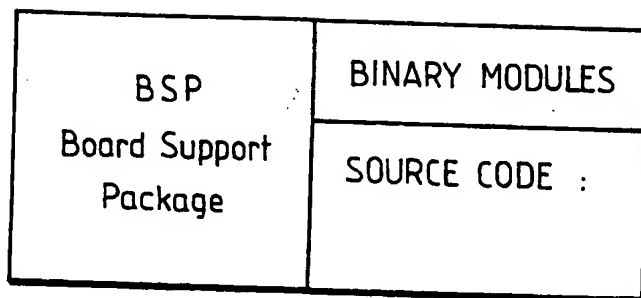 BSP
Board Support
Package
BINARY MODULES
SOURCE CODE :